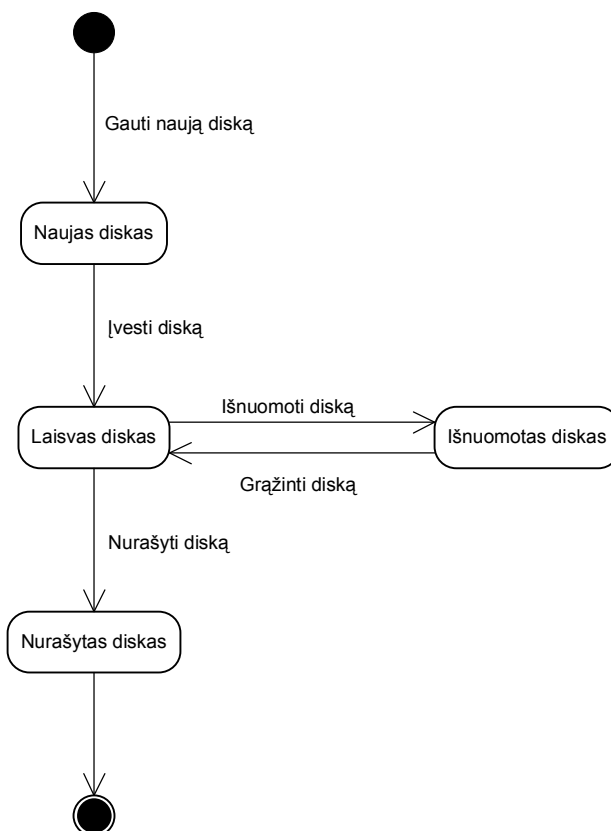 Gauti naują diską
Naujas diskas
Įvesti diską
Išnuomoti diską
Laisvas diskas
Išnuomotas diskas
Grąžinti diską
Nurašyti diską
Nurašytas diskas